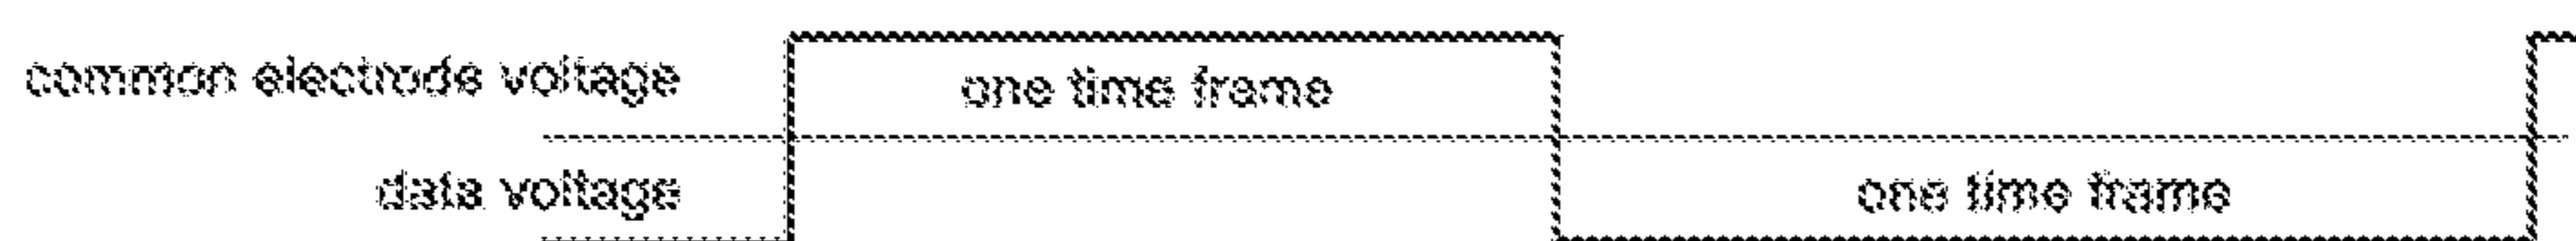 common electrode voltage
one time frame
data voltage
one time frame